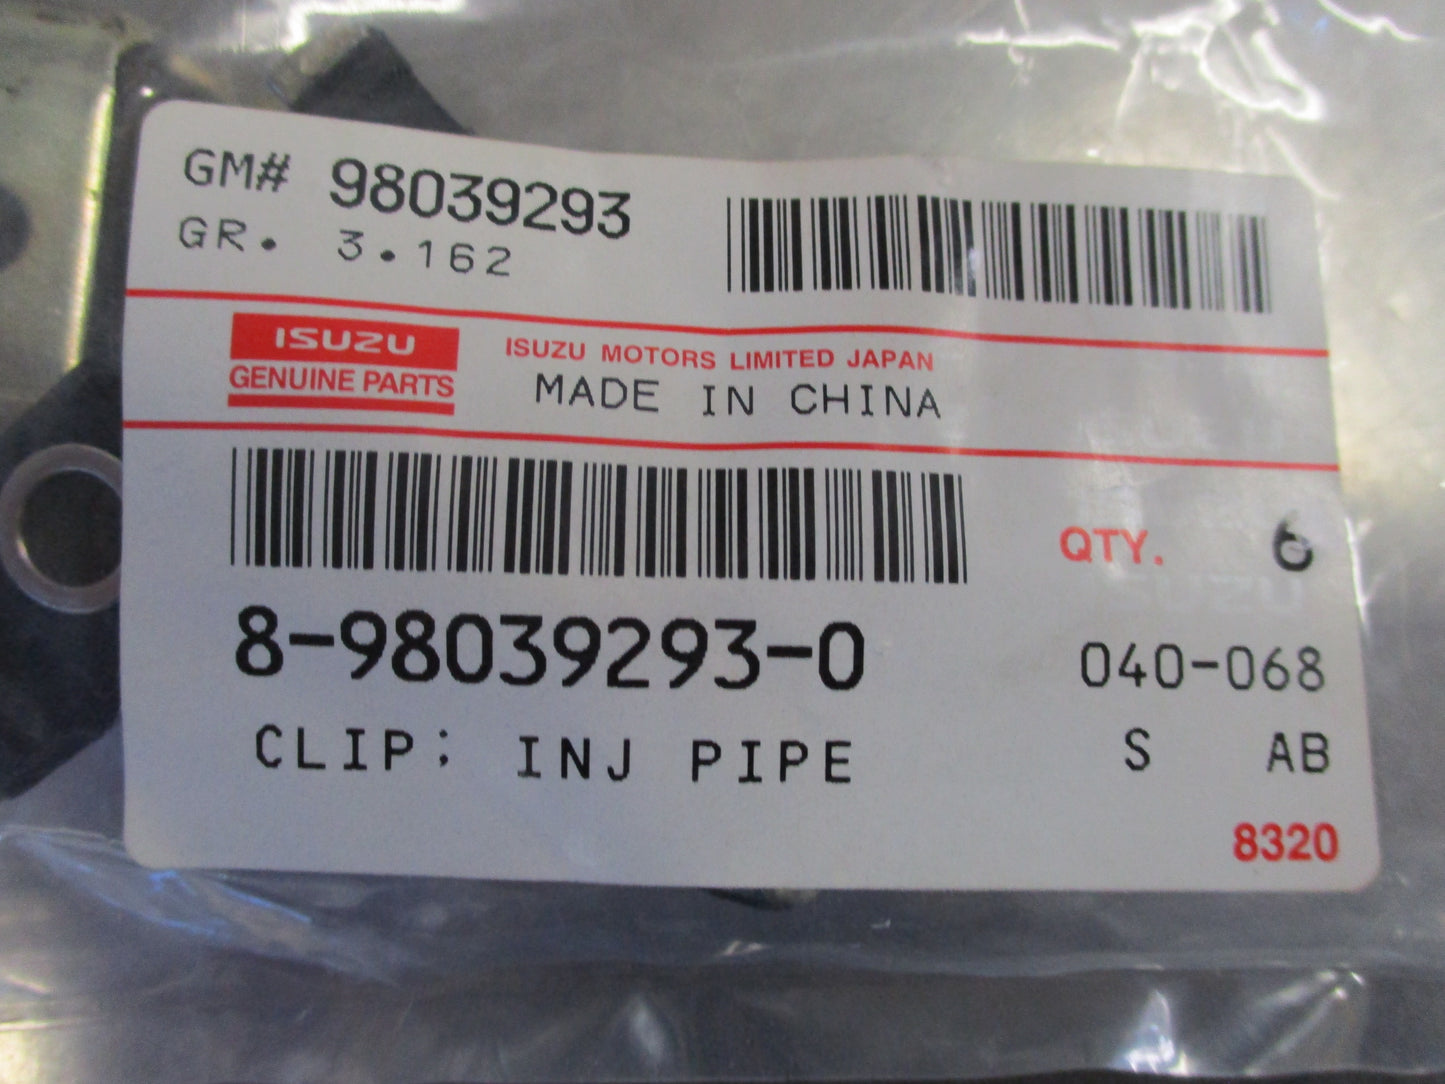 GM# 98039293
GR. 3.162
ISUZU
GENUINE PARTS
ISUZU MOTORS LIMITED JAPAN
MADE IN CHINA
QTY. 6
8-98039293-0
040-068
CLIP; INJ PIPE
S AB
8320